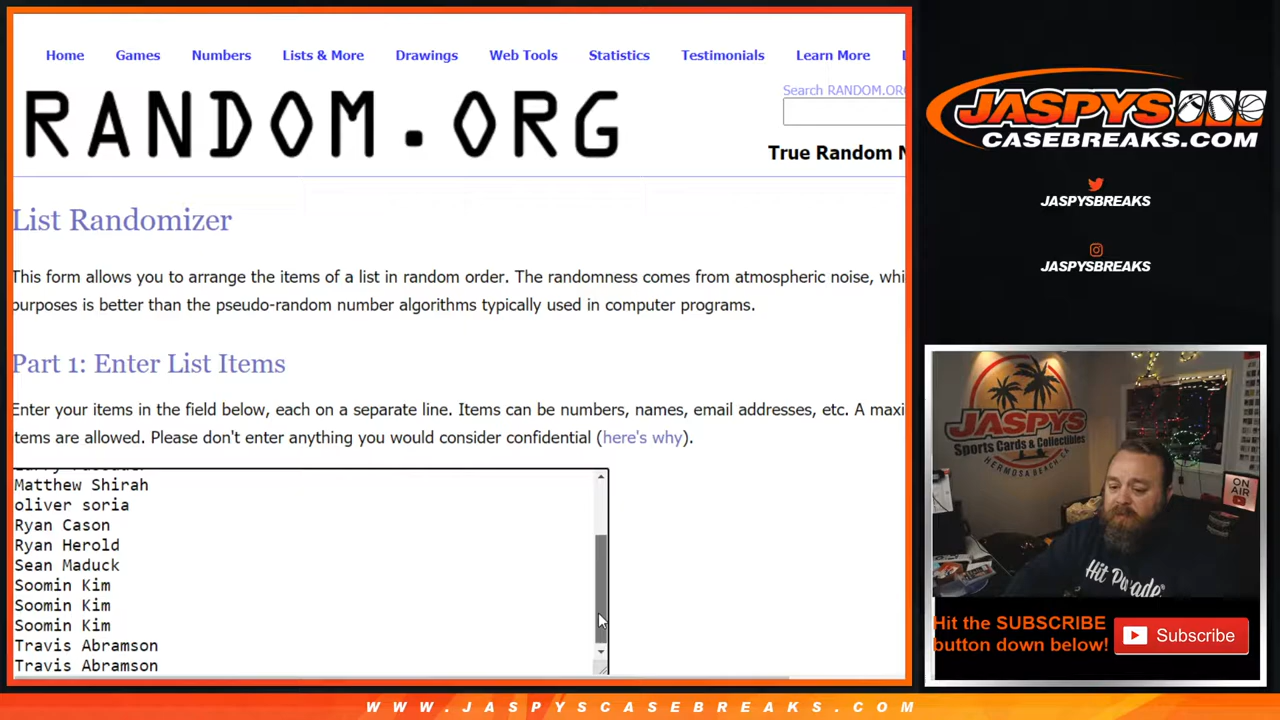 Home Games Numbers Lists & More Drawings Web Tools Statistics Testimonials Learn More
Search RANDOM.OR
RANDOM.ORG
True Random N
List Randomizer
This form allows you to arrange the items of a list in random order. The randomness comes from atmospheric noise, whi
purposes is better than the pseudo-random number algorithms typically used in computer programs.
Part 1: Enter List Items
Enter your items in the field below, each on a separate line. Items can be numbers, names, email addresses, etc. A maxi
items are allowed. Please don't enter anything you would consider confidential (here's why).
Matthew Shirah
oliver soria
Ryan Cason
Ryan Herold
Sean Maduck
Soomin Kim
Soomin Kim
Soomin Kim
Travis Abramson
Travis Abramson
JASPYS
CASEBREAKS.COM
JASPYSBREAKS
JASPYSBREAKS
JASPYS
Sports Cards & Collectibles
HERMOSA BEACH, CA
ON AIR
Hit Parade
Hit the SUBSCRIBE
button down below!
Subscribe
WWW.JASPYSCASEBREAKS.COM